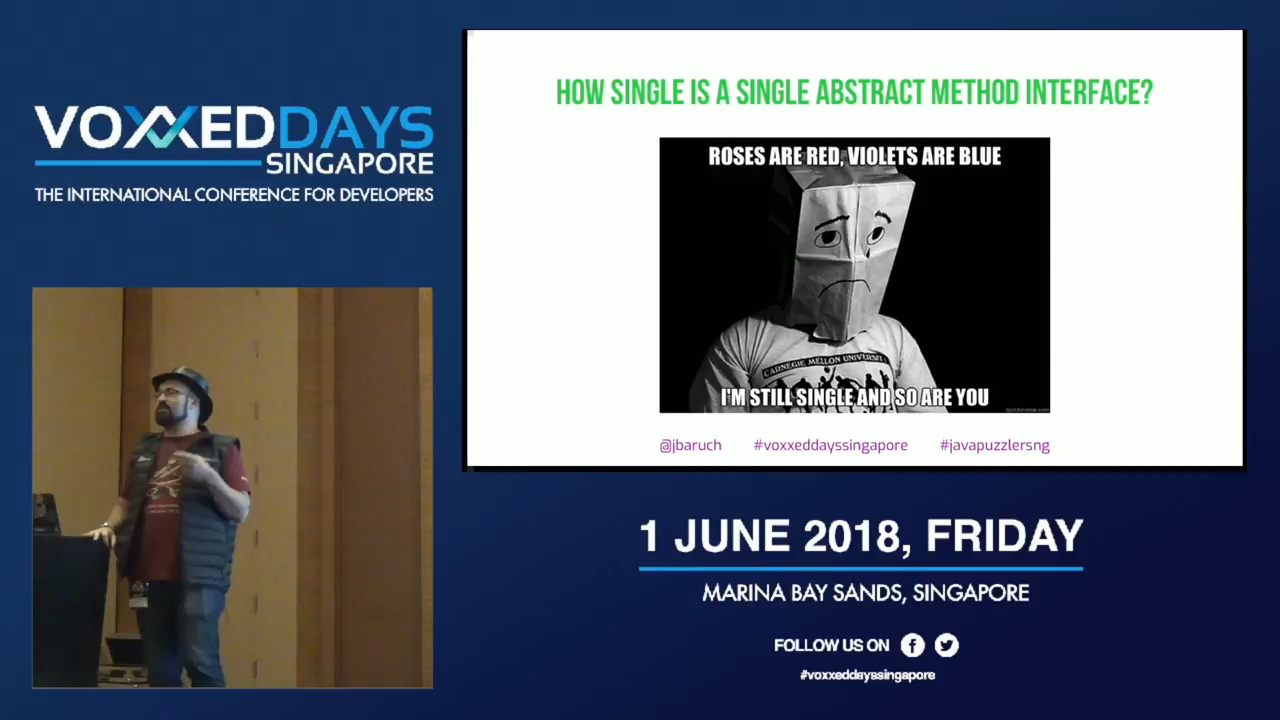 VOXXEDDAYS
SINGAPORE
THE INTERNATIONAL CONFERENCE FOR DEVELOPERS
HOW SINGLE IS A SINGLE ABSTRACT METHOD INTERFACE?
ROSES ARE RED, VIOLETS ARE BLUE
CARNEGIE MELLON UNIVERSITY
I'M STILL SINGLE AND SO ARE YOU
@jbaruch #voxxeddayssingapore #javapuzzlersng
1 JUNE 2018, FRIDAY
MARINA BAY SANDS, SINGAPORE
FOLLOW US ON
#voxxeddayssingapore